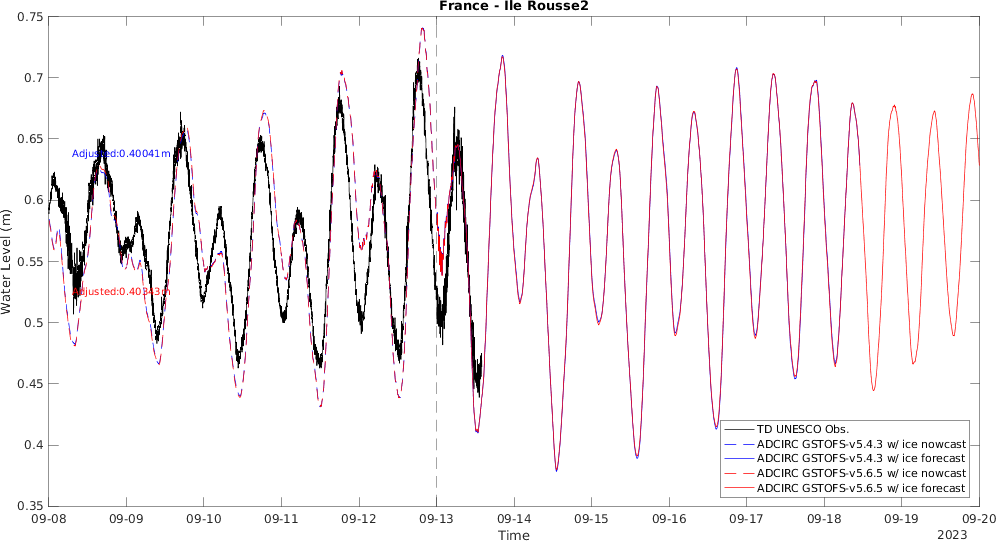 France - Ile Rousse2
0.75
0.7
0.65
0.6
0.55
0.5
0.45
0.4
0.35
Water Level (m)
Adjusted:0.40041m
Adjusted:0.40343m
TD UNESCO Obs.
ADCIRC GSTOFS-v5.4.3 w/ ice nowcast
ADCIRC GSTOFS-v5.4.3 w/ ice forecast
ADCIRC GSTOFS-v5.6.5 w/ ice nowcast
ADCIRC GSTOFS-v5.6.5 w/ ice forecast
09-08 09-09 09-10 09-11 09-12 09-13 09-14 09-15 09-16 09-17 09-18 09-19 09-20
Time
2023